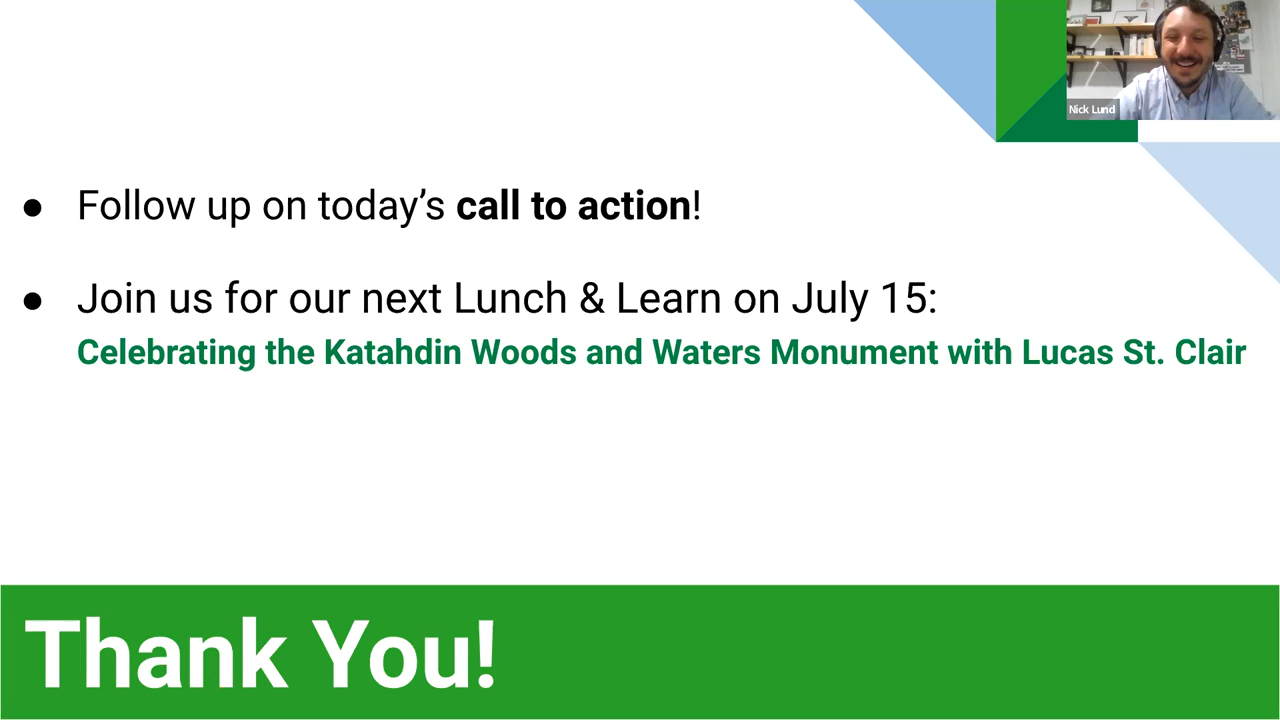 Nick Lund
● Follow up on today’s call to action!
● Join us for our next Lunch & Learn on July 15:
Celebrating the Katahdin Woods and Waters Monument with Lucas St. Clair
Thank You!